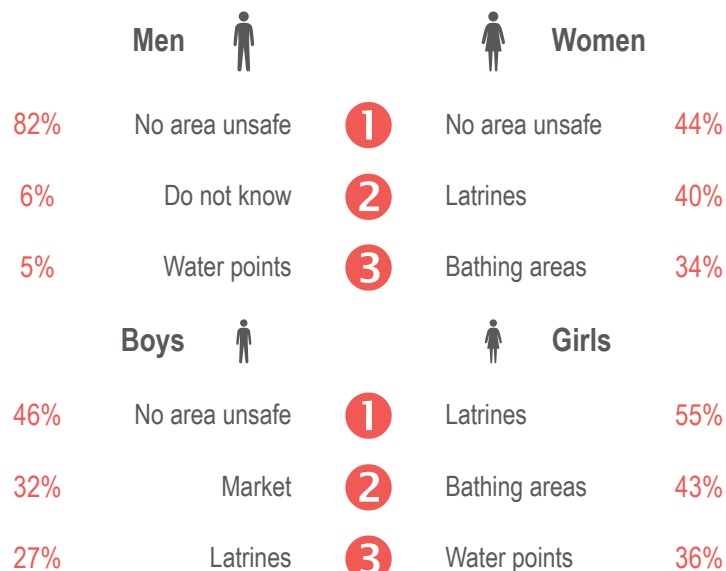 Men Women
82% No area unsafe 1 No area unsafe 44%
6% Do not know 2 Latrines 40%
5% Water points 3 Bathing areas 34%
Boys Girls
46% No area unsafe 1 Latrines 55%
32% Market 2 Bathing areas 43%
27% Latrines 3 Water points 36%